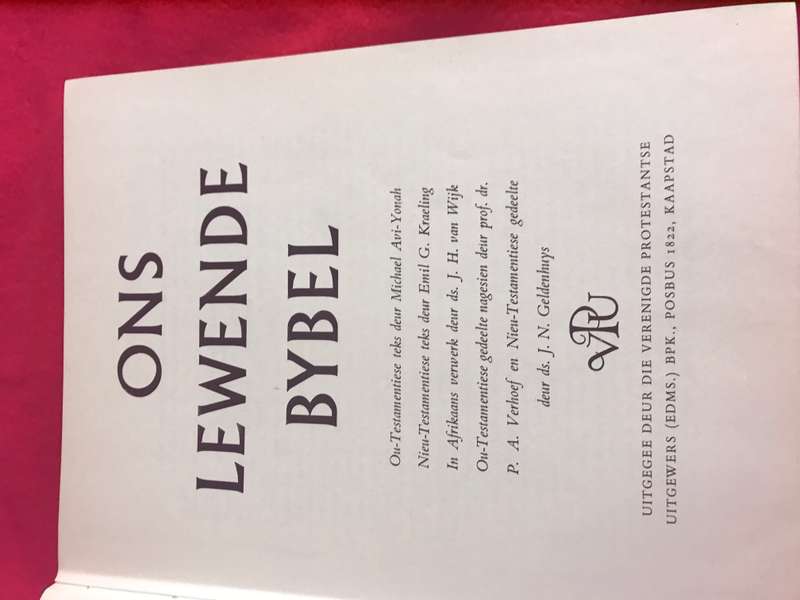 ONS
LEWENDE
BYBEL
Ou-Testamentiese teks deur Michael Avi-Yonah
Nieu-Testamentiese teks deur Emil G. Kraeling
In Afrikaans verwerk deur ds. J. H. van Wijk
Ou-Testamentiese gedeelte nagesien deur prof. dr.
P. A. Verhoef en Nieu-Testamentiese gedeelte
deur ds. J. N. Geldenhuys
VPU
UITGEGEE DEUR DIE VERENIGDE PROTESTANTSE
UITGEWERS (EDMS.) BPK., POSBUS 1822, KAAPSTAD